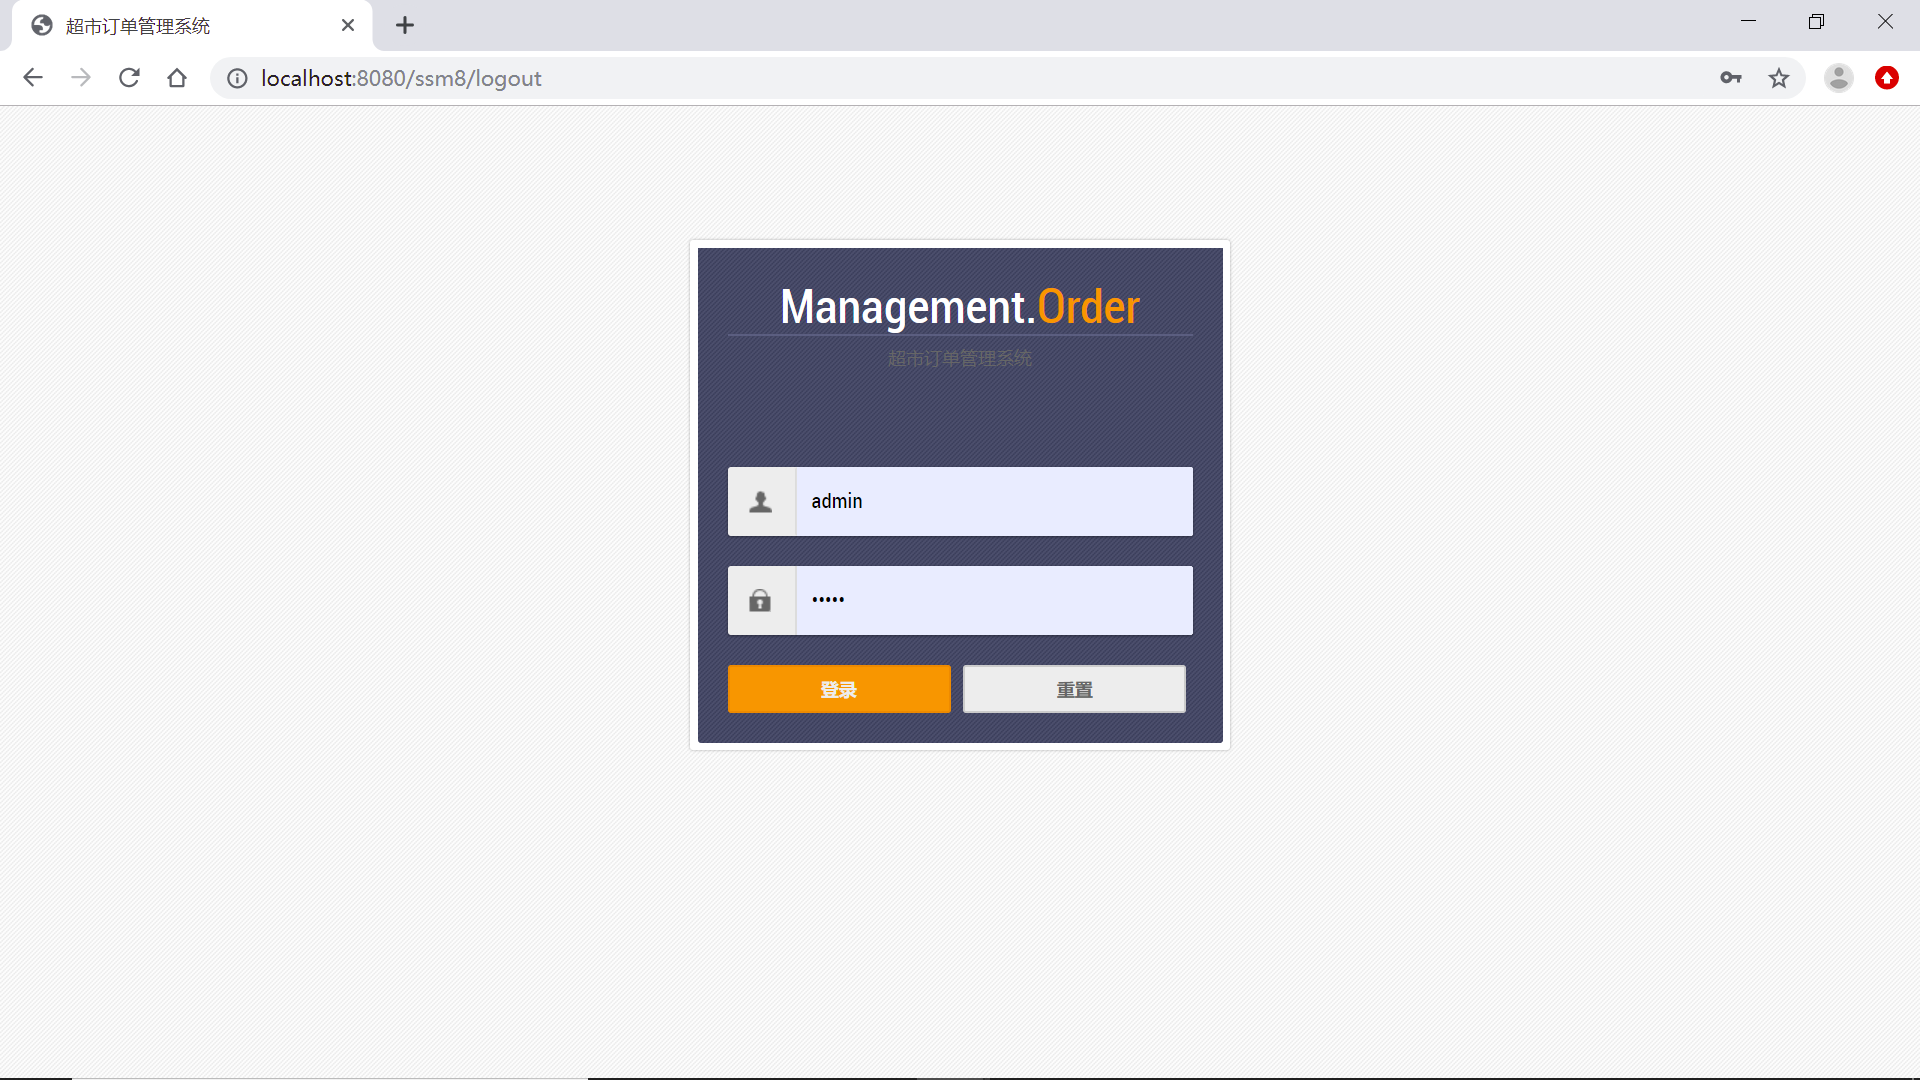 超市订单管理系统
localhost:8080/ssm8/logout
Management.Order
超市订单管理系统
admin
•••••
登录
重置